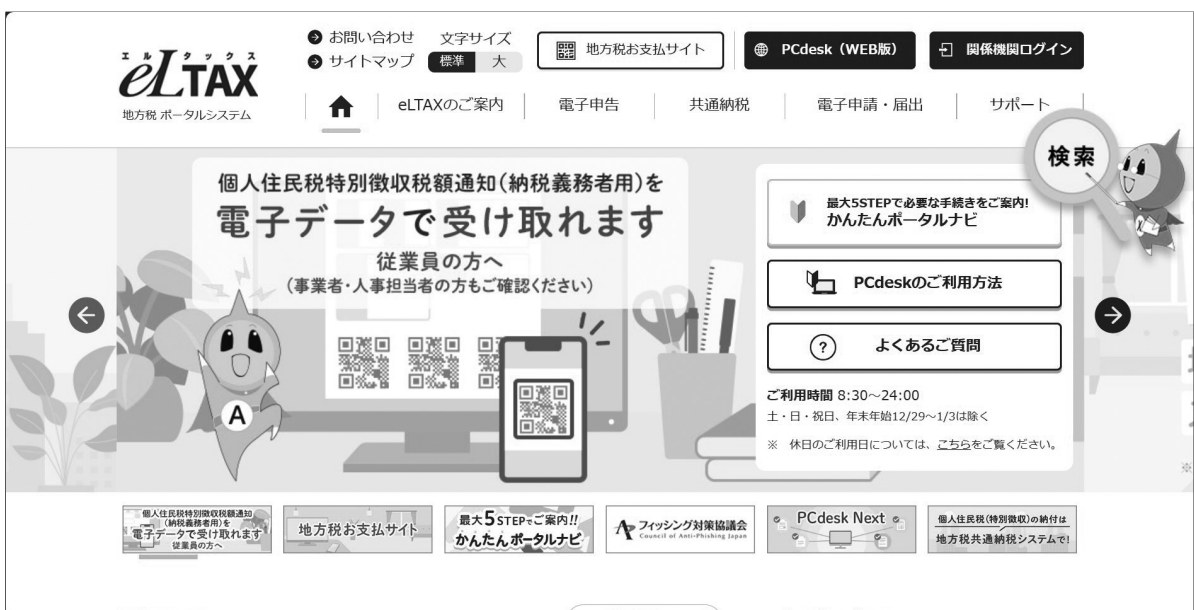 エルタックス
eLTAX
地方税 ポータルシステム
お問い合わせ
サイトマップ
文字サイズ
標準 大
地方税お支払サイト
PCdesk（WEB版）
関係機関ログイン
eLTAXのご案内
電子申告
共通納税
電子申請・届出
サポート
検索
個人住民税特別徴収税額通知（納税義務者用）を
電子データで受け取れます
従業員の方へ
（事業者・人事担当者の方もご確認ください）
A
最大5STEPで必要な手続きをご案内!
かんたんポータルナビ
PCdeskのご利用方法
? よくあるご質問
ご利用時間 8:30～24:00
土・日・祝日、年末年始12/29～1/3は除く
※ 休日のご利用日については、こちらをご覧ください。
※
個人住民税特別徴収税額通知
（納税義務者用）を
電子データで受け取れます
従業員の方へ
地方税お支払サイト
最大5STEPでご案内!!
かんたんポータルナビ
フィッシング対策協議会
Council of Anti-Phishing Japan
PCdesk Next
個人住民税（特別徴収）の納付は
地方税共通納税システムで!